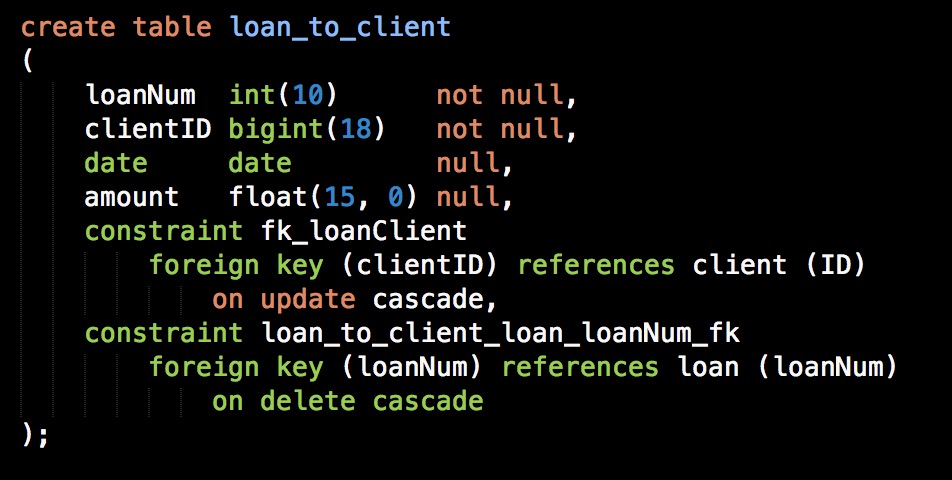 create table loan_to_client
(
    loanNum  int(10)      not null,
    clientID bigint(18)   not null,
    date     date         null,
    amount   float(15, 0) null,
    constraint fk_loanClient
        foreign key (clientID) references client (ID)
            on update cascade,
    constraint loan_to_client_loan_loanNum_fk
        foreign key (loanNum) references loan (loanNum)
            on delete cascade
);